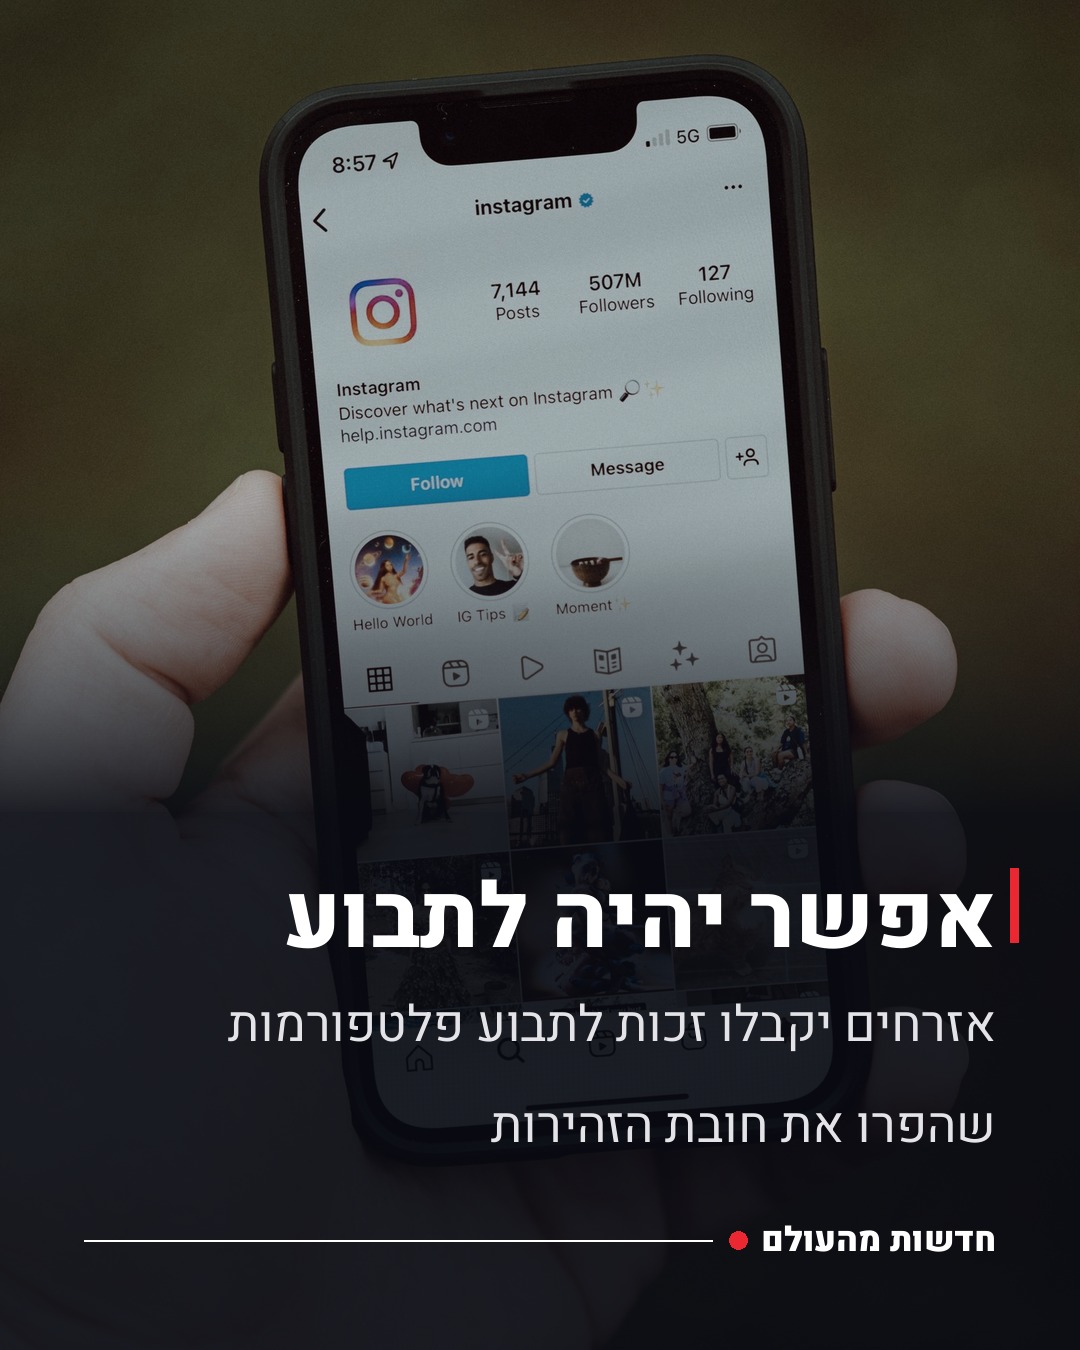 8:57
5G
instagram
7,144
507M
127
Posts
Followers
Following
Instagram
Discover what's next on Instagram 🔎✨
help.instagram.com
Follow
Message
Hello World
IG Tips
Moment ✨
אפשר יהיה לתבוע
אזרחים יקבלו זכות לתבוע פלטפורמות
שהפרו את חובת הזהירות
חדשות מהעולם